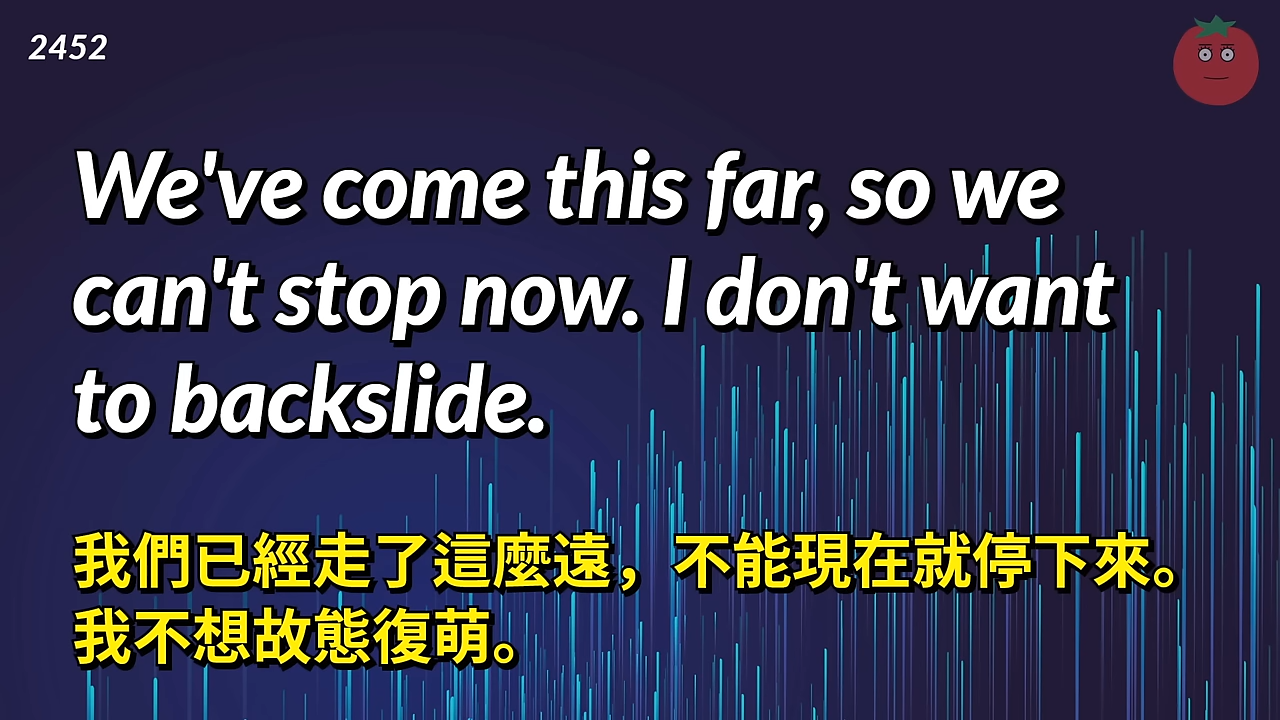 2452
We've come this far, so we
can't stop now. I don't want
to backslide.
我們已經走了這麼遠，不能現在就停下來。
我不想故態復萌。